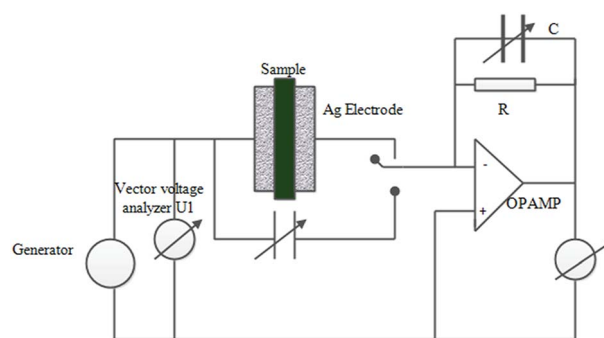 C
Sample
R
Ag Electrode
-
Vector voltage
analyzer U1
+
OPAMP
Generator